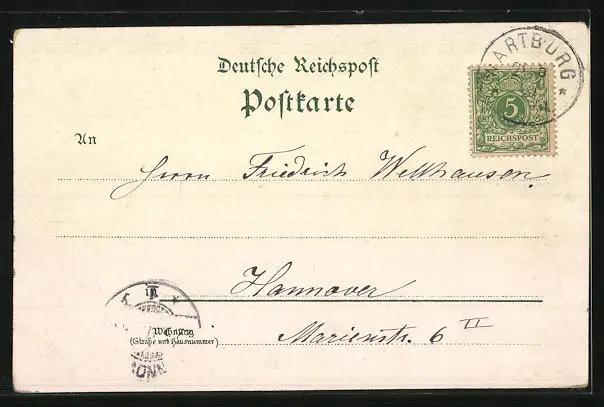 Deutsche Reichspost
Postkarte
ARTBURG
5
REICHSPOST
An
Herrn Friedrich Wellhausen.
Hannover
Wohnung
(Straße und Hausnummer)
Marienstr. 6 II